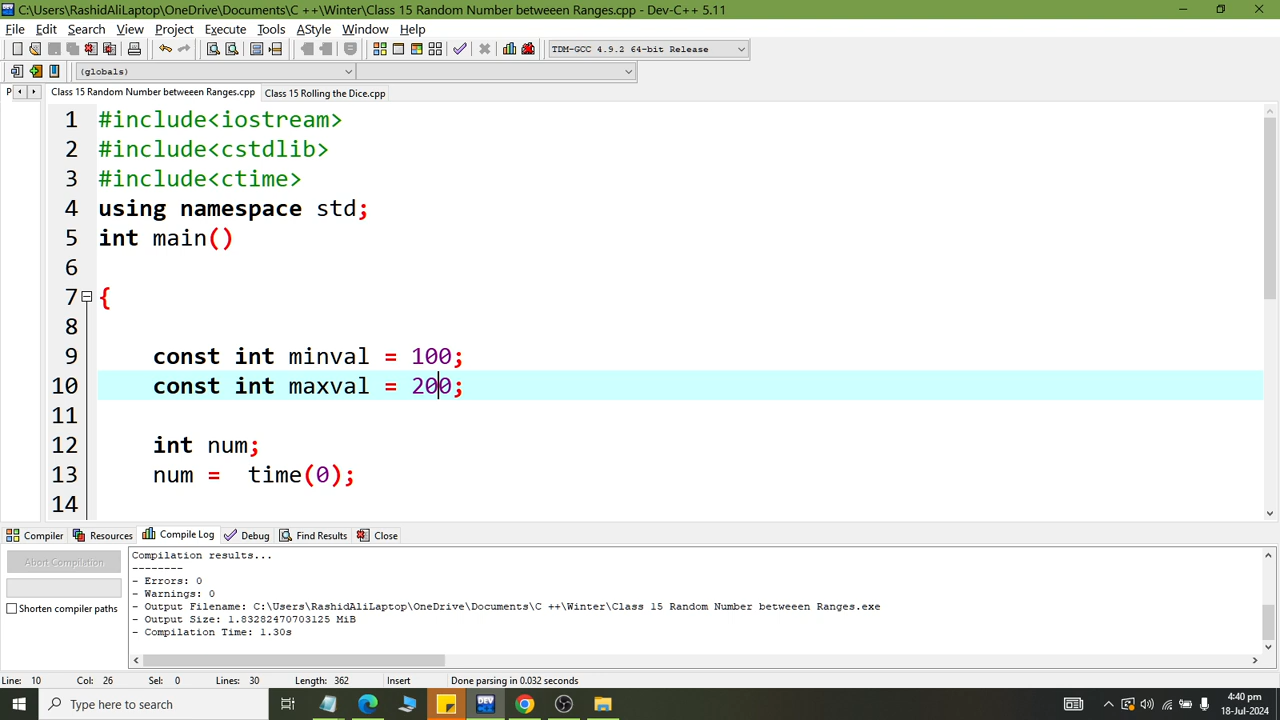 C:\Users\RashidAliLaptop\OneDrive\Documents\C ++\Winter\Class 15 Random Number betweeen Ranges.cpp - Dev-C++ 5.11
File Edit Search View Project Execute Tools AStyle Window Help
TDM-GCC 4.9.2 64-bit Release
(globals)
P Class 15 Random Number betweeen Ranges.cpp Class 15 Rolling the Dice.cpp
1 #include<iostream>
2 #include<cstdlib>
3 #include<ctime>
4 using namespace std;
5 int main()
6
7 {
8
9 const int minval = 100;
10 const int maxval = 200;
11
12 int num;
13 num =  time(0);
14
Compiler Resources Compile Log Debug Find Results Close
Abort Compilation
Shorten compiler paths
Compilation results...
--------
- Errors: 0
- Warnings: 0
- Output Filename: C:\Users\RashidAliLaptop\OneDrive\Documents\C ++\Winter\Class 15 Random Number betweeen Ranges.exe
- Output Size: 1.83282470703125 MiB
- Compilation Time: 1.30s
Line: 10 Col: 26 Sel: 0 Lines: 30 Length: 362 Insert Done parsing in 0.032 seconds
Type here to search
DEV
4:40 pm
18-Jul-2024